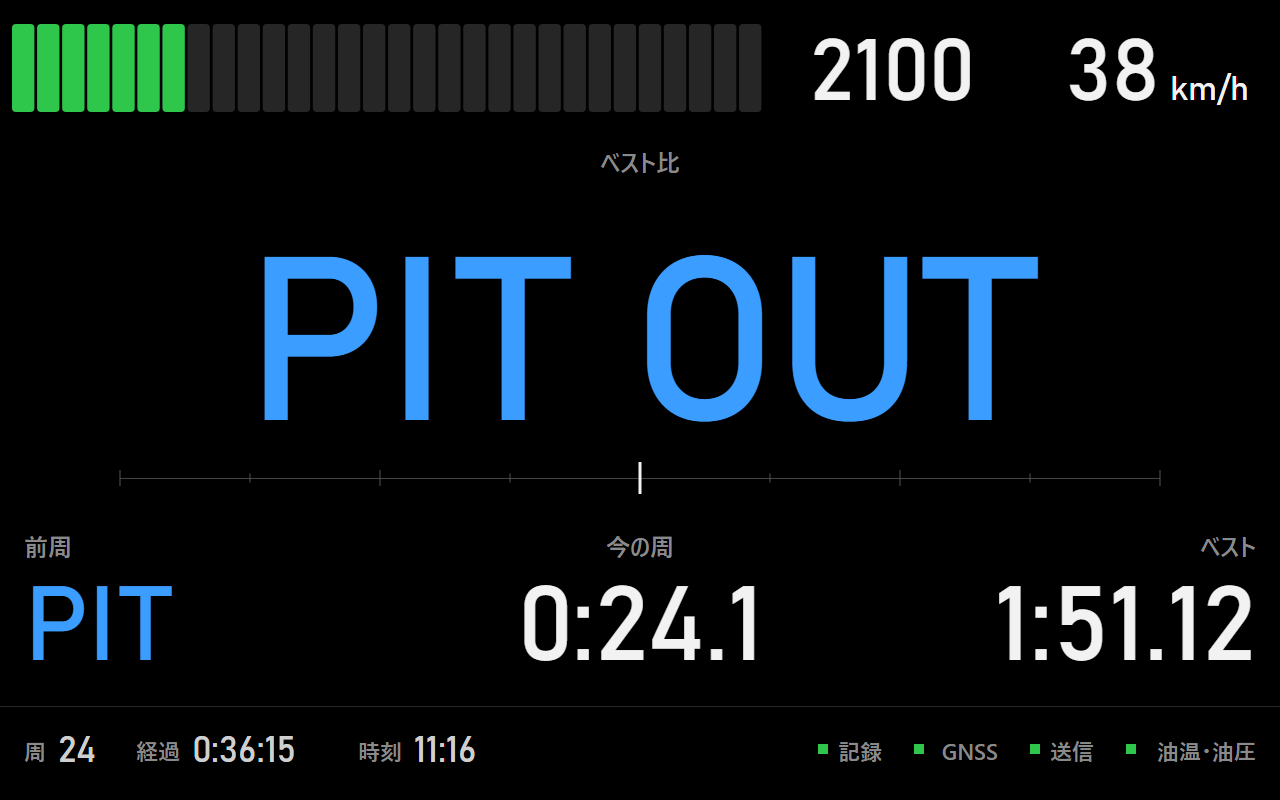 2100 38 km/h
ベスト比
PIT OUT
前周 今の周 ベスト
PIT 0:24.1 1:51.12
周 24 経過 0:36:15 時刻 11:16 記録 GNSS 送信 油温・油圧